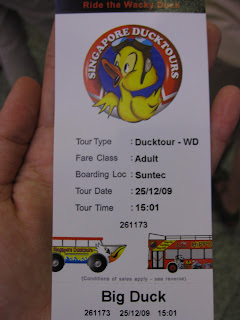 Ride the Wacky Duck
SINGAPORE DUCKTOURS
Tour Type : Ducktour - WD
Fare Class : Adult
Boarding Loc : Suntec
Tour Date : 25/12/09
Tour Time : 15:01
261173
(Conditions of sales apply - see reverse)
Big Duck
261173 25/12/09 15:01